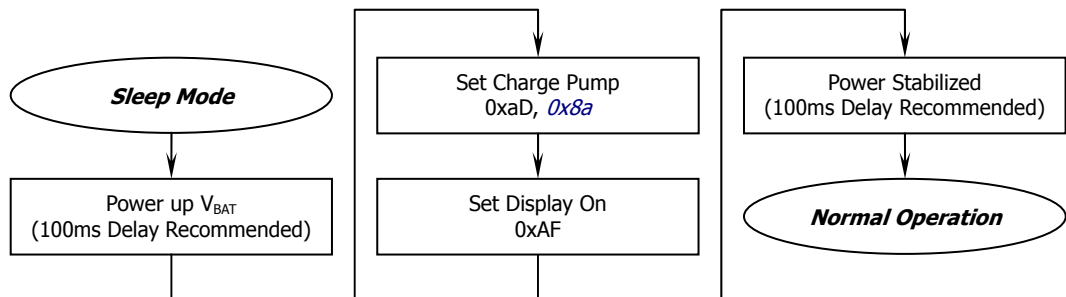 Sleep Mode
Power up VBAT
(100ms Delay Recommended)
Set Charge Pump
0xaD, 0x8a
Set Display On
0xAF
Power Stabilized
(100ms Delay Recommended)
Normal Operation